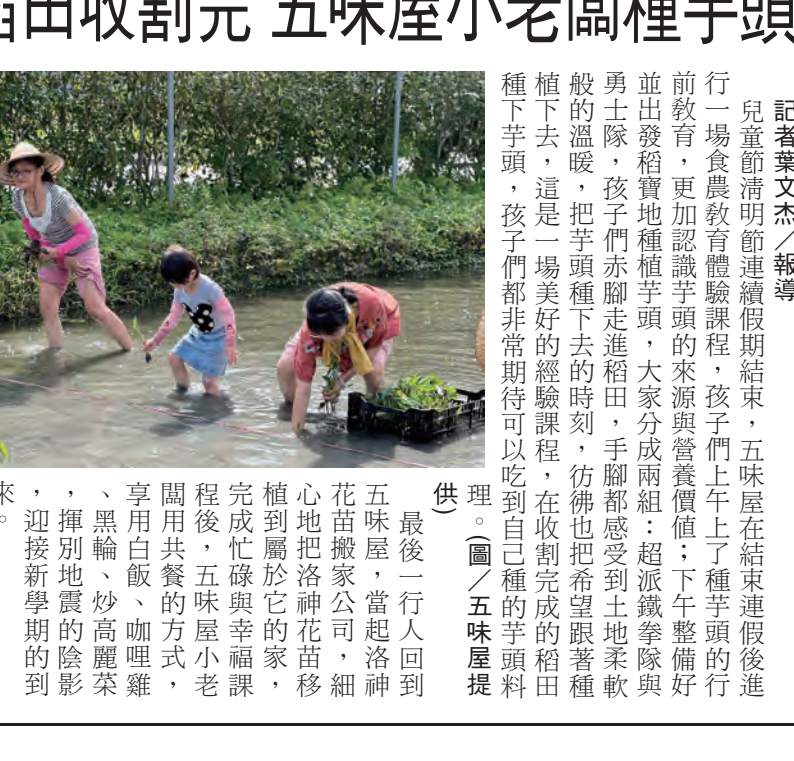 稻田收割完 五味屋小老闆種芋頭
記者葉文杰／報導
兒童節清明節連續假期結束，五味屋在結束連假後進
行一場食農教育體驗課程，孩子們上午上了種芋頭的行
前教育，更加認識芋頭的來源與營養價值；下午整備好
並出發稻寶地種植芋頭，大家分成兩組：超派鐵拳隊與
勇士隊，孩子們赤腳走進稻田，手腳都感受到土地柔軟
般的溫暖，把芋頭種下去的時刻，彷彿也把希望跟著種
植下去，這是一場美好的經驗課程，在收割完成的稻田
種下芋頭，孩子們都非常期待可以吃到自己種的芋頭料
理。(圖／五味屋提
供)
最後一行人回到
五味屋，當起洛神
花苗搬家公司，細
心地把洛神花苗移
植到屬於它的家，
完成忙碌與幸福課
程後，五味屋小老
闆用共餐的方式，
享用白飯、咖哩雞
、黑輪、炒高麗菜
，揮別地震的陰影
，迎接新學期的到
來。